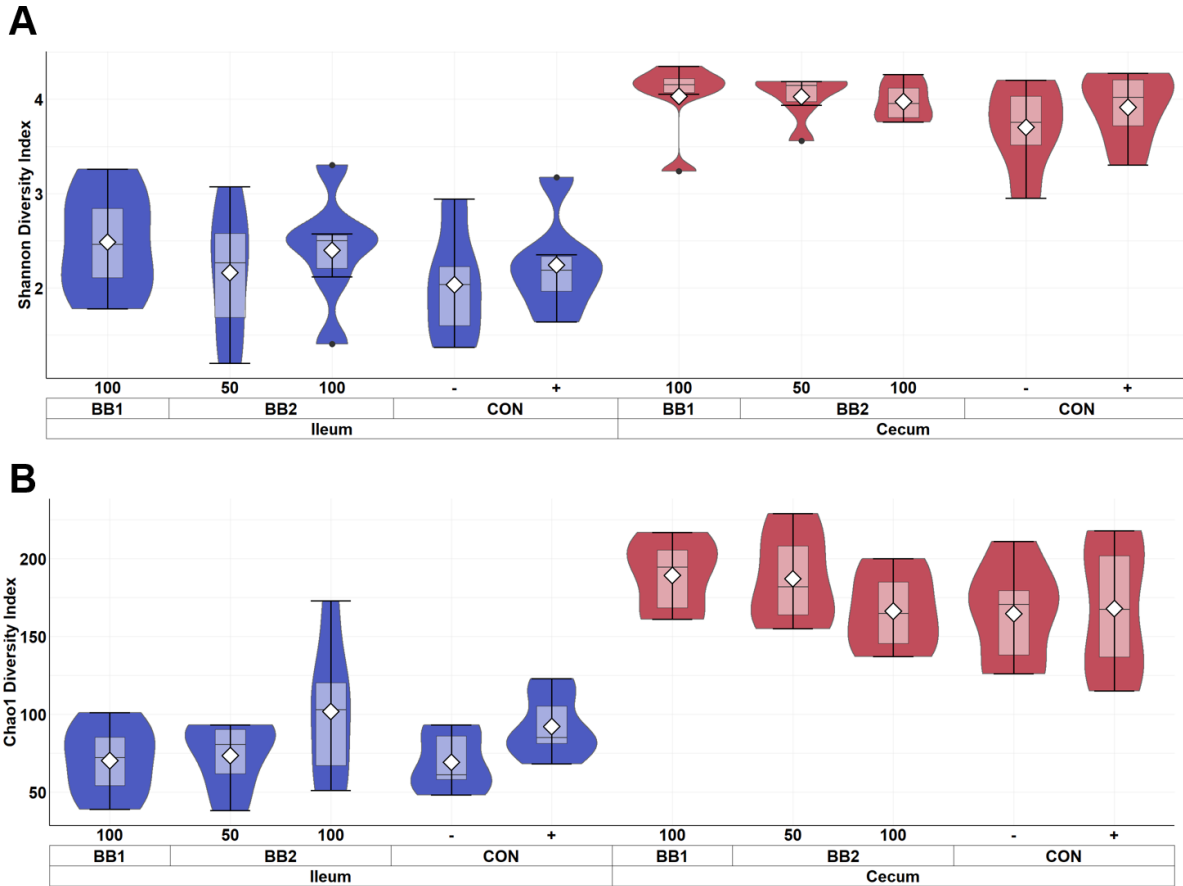 A
Shannon Diversity Index
4
3
2
100 50 100 - + 100 50 100 - +
BB1 BB2 CON BB1 BB2 CON
Ileum Cecum
B
Chao1 Diversity Index
200
150
100
50
100 50 100 - + 100 50 100 - +
BB1 BB2 CON BB1 BB2 CON
Ileum Cecum